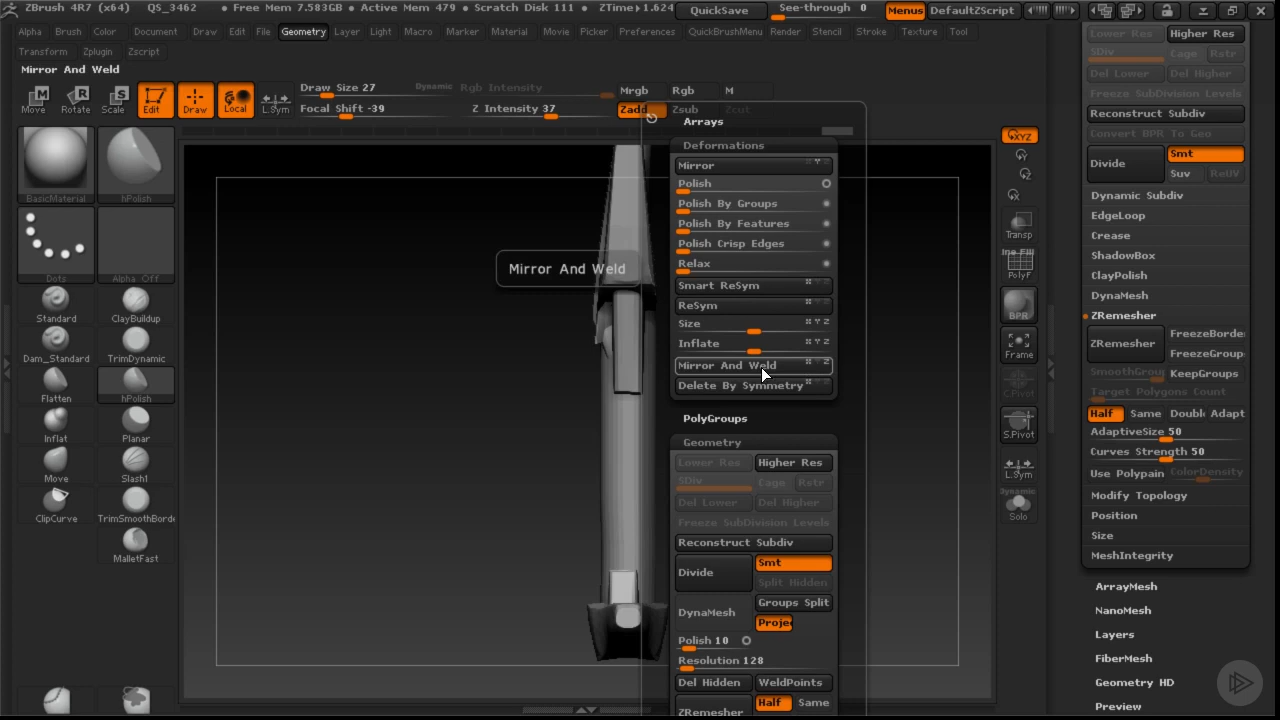 ZBrush 4R7 (x64) QS_3462 • Free Mem 7.583GB • Active Mem 479 • Scratch Disk 111 • ZTime▸1.624 QuickSave See-through 0 Menus DefaultZScript
Alpha Brush Color Document Draw Edit File Geometry Layer Light Macro Marker Material Movie Picker Preferences QuickBrushMenu Render Stencil Stroke Texture Tool
Transform Zplugin Zscript
Mirror And Weld
Move Rotate Scale Edit Draw Local L.Sym
Draw Size 27 Dynamic Rgb Intensity Mrgb Rgb M
Focal Shift -39 Z Intensity 37 Zadd Zsub Zcut
BasicMaterial hPolish
Dots Alpha_Off
Standard ClayBuildup
Dam_Standard TrimDynamic
Flatten hPolish
Inflat Planar
Move Slash1
ClipCurve TrimSmoothBorde
MalletFast
Mirror And Weld
Arrays
Deformations
Mirror
Polish
Polish By Groups
Polish By Features
Polish Crisp Edges
Relax
Smart ReSym
ReSym
Size
Inflate
Mirror And Weld
Delete By Symmetry
PolyGroups
Geometry
Lower Res Higher Res
SDiv Cage Rstr
Del Lower Del Higher
Freeze SubDivision Levels
Reconstruct Subdiv
Divide Smt
Split Hidden
DynaMesh Groups Split
Projec
Polish 10
Resolution 128
Del Hidden WeldPoints
ZRemesher Half Same
XYZ
Transp
Line Fill
PolyF
BPR
Frame
C.Pivot
S.Pivot
L.Sym
Dynamic
Solo
Lower Res Higher Res
SDiv Cage Rstr
Del Lower Del Higher
Freeze SubDivision Levels
Reconstruct Subdiv
Convert BPR To Geo
Divide Smt
Suv ReUV
Dynamic Subdiv
EdgeLoop
Crease
ShadowBox
ClayPolish
DynaMesh
ZRemesher
ZRemesher FreezeBorde
FreezeGroup
SmoothGroup KeepGroups
Target Polygons Count
Half Same Doubl Adapt
AdaptiveSize 50
Curves Strength 50
Use Polypain ColorDensity
Modify Topology
Position
Size
MeshIntegrity
ArrayMesh
NanoMesh
Layers
FiberMesh
Geometry HD
Preview